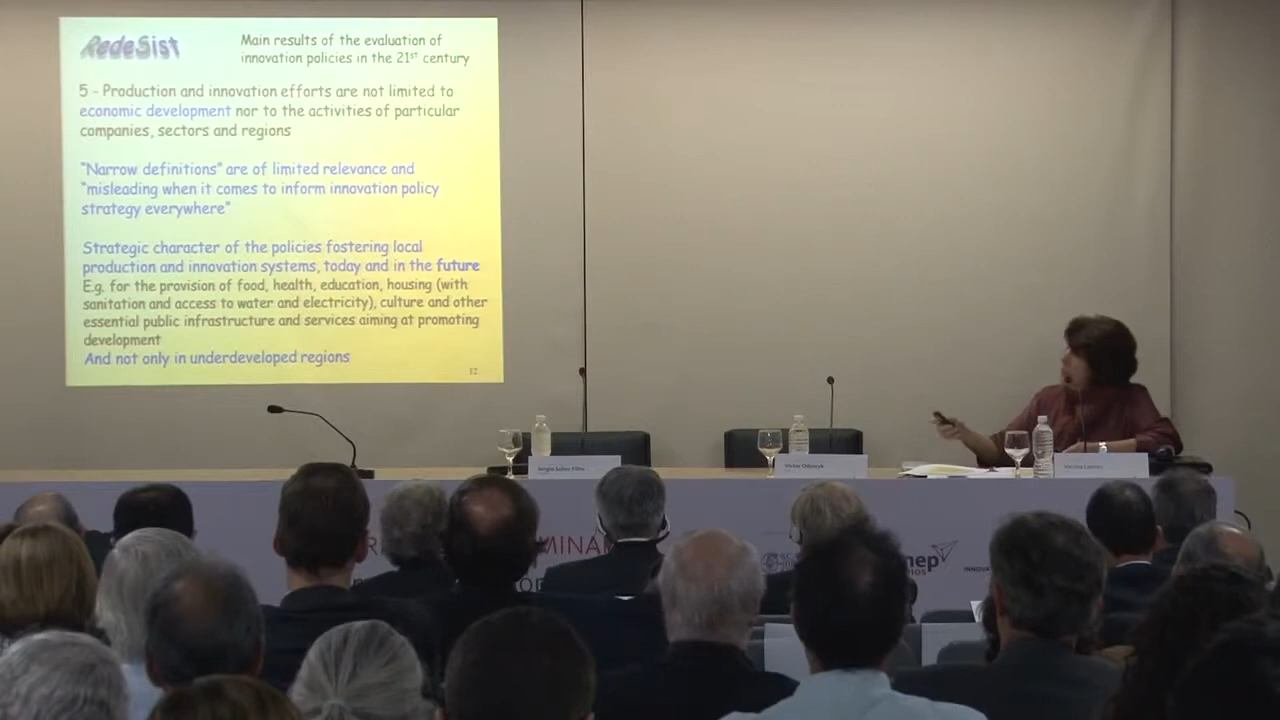 RedeSist
Main results of the evaluation of
innovation policies in the 21st century
5 - Production and innovation efforts are not limited to
economic development nor to the activities of particular
companies, sectors and regions
"Narrow definitions" are of limited relevance and
"misleading when it comes to inform innovation policy
strategy everywhere"
Strategic character of the policies fostering local
production and innovation systems, today and in the future
E.g. for the provision of food, health, education, housing (with
sanitation and access to water and electricity), culture and other
essential public infrastructure and services aiming at promoting
development
And not only in underdeveloped regions
12
MINA
INNOVA